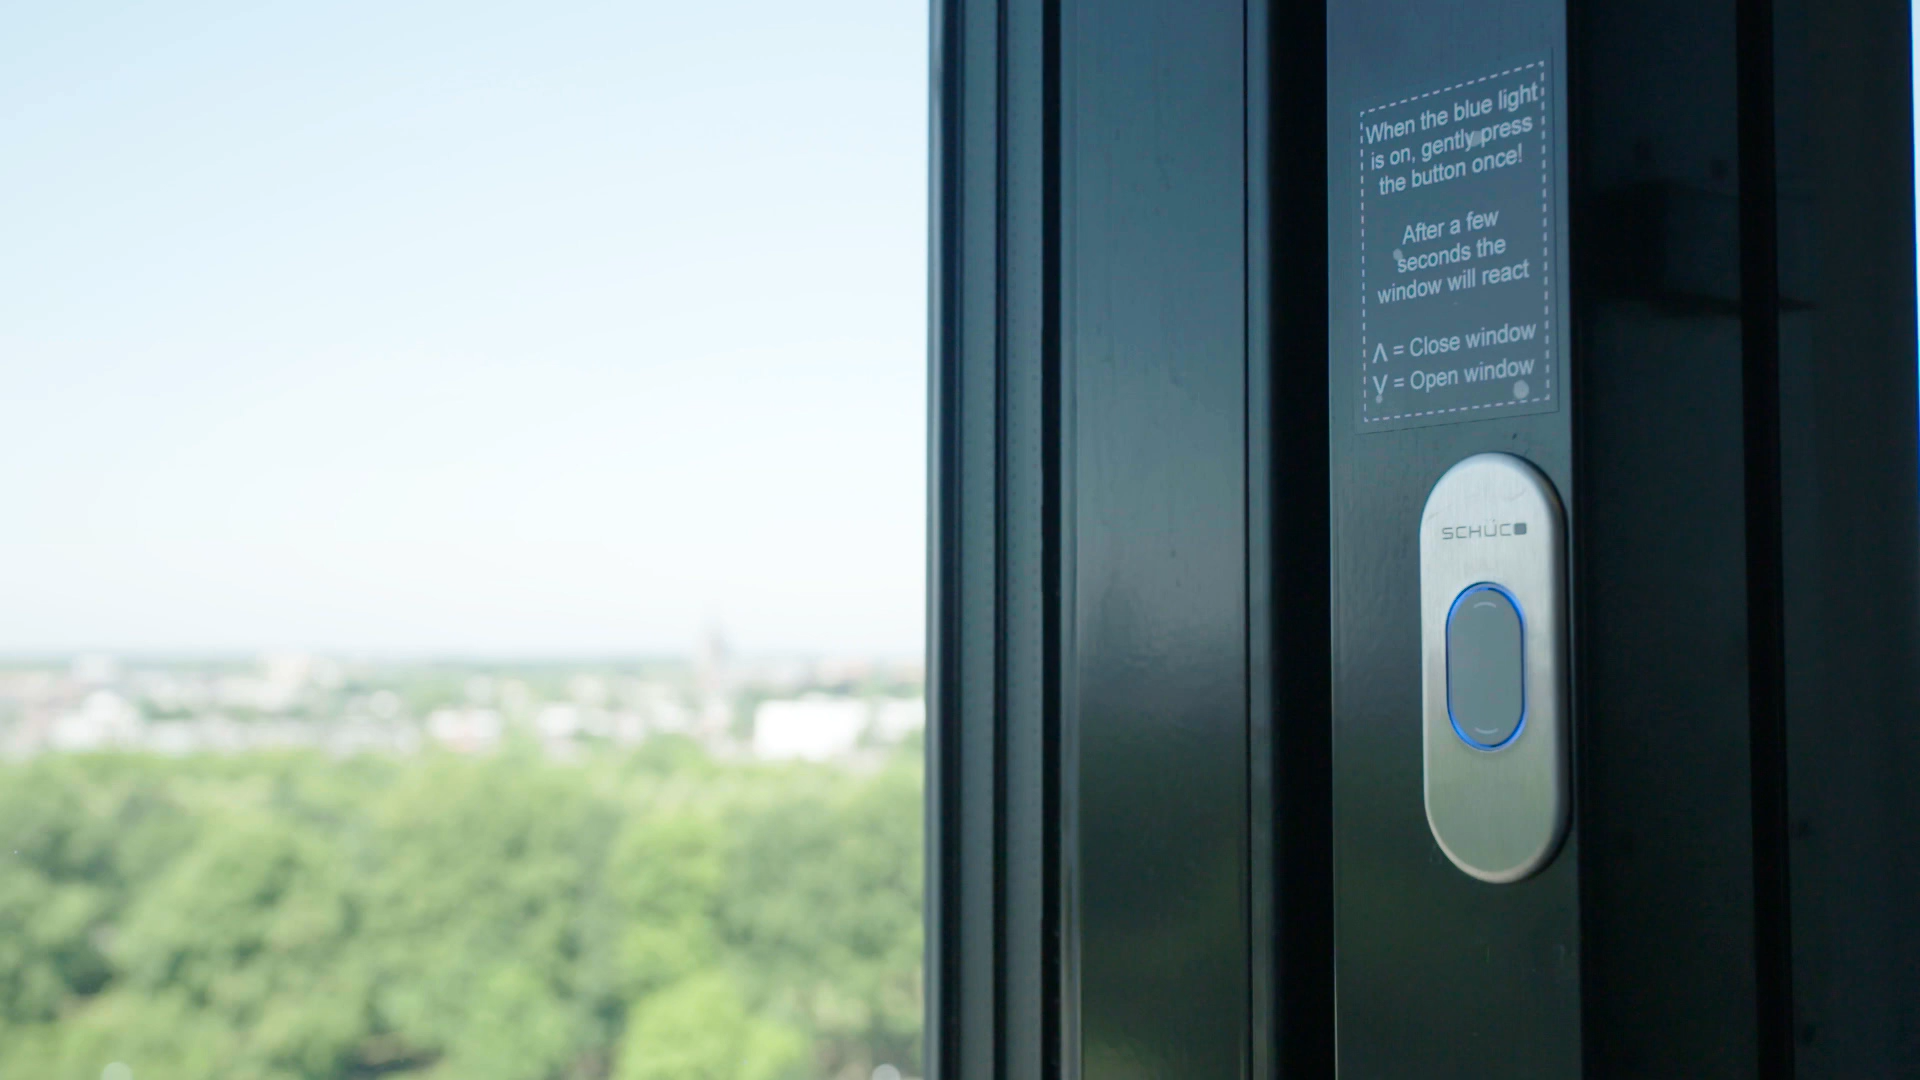 When the blue light
is on, gently press
the button once!
After a few
seconds the
window will react
Λ = Close window
V = Open window
SCHÜCO